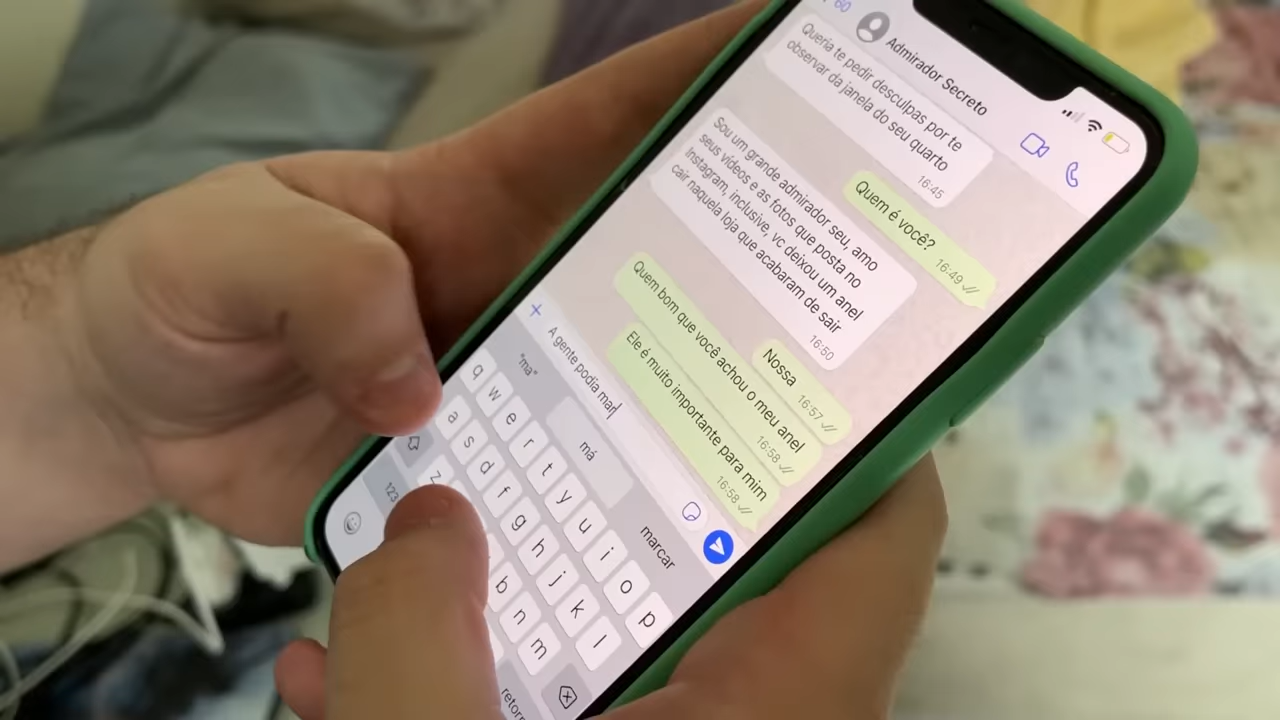 60
Admirador Secreto
Queria te pedir desculpas por te
observar da janela do seu quarto
16:45
Quem é você?
16:49
Sou um grande admirador seu, amo
seus vídeos e as fotos que posta no
Instagram, inclusive, vc deixou um anel
cair naquela loja que acabaram de sair
16:50
Nossa
16:57
Quem bom que você achou o meu anel
16:58
Ele é muito importante para mim
16:58
A gente podia mar
"ma" má marcar
q w e r t y u i o p
a s d f g h j k l
z b n m
123